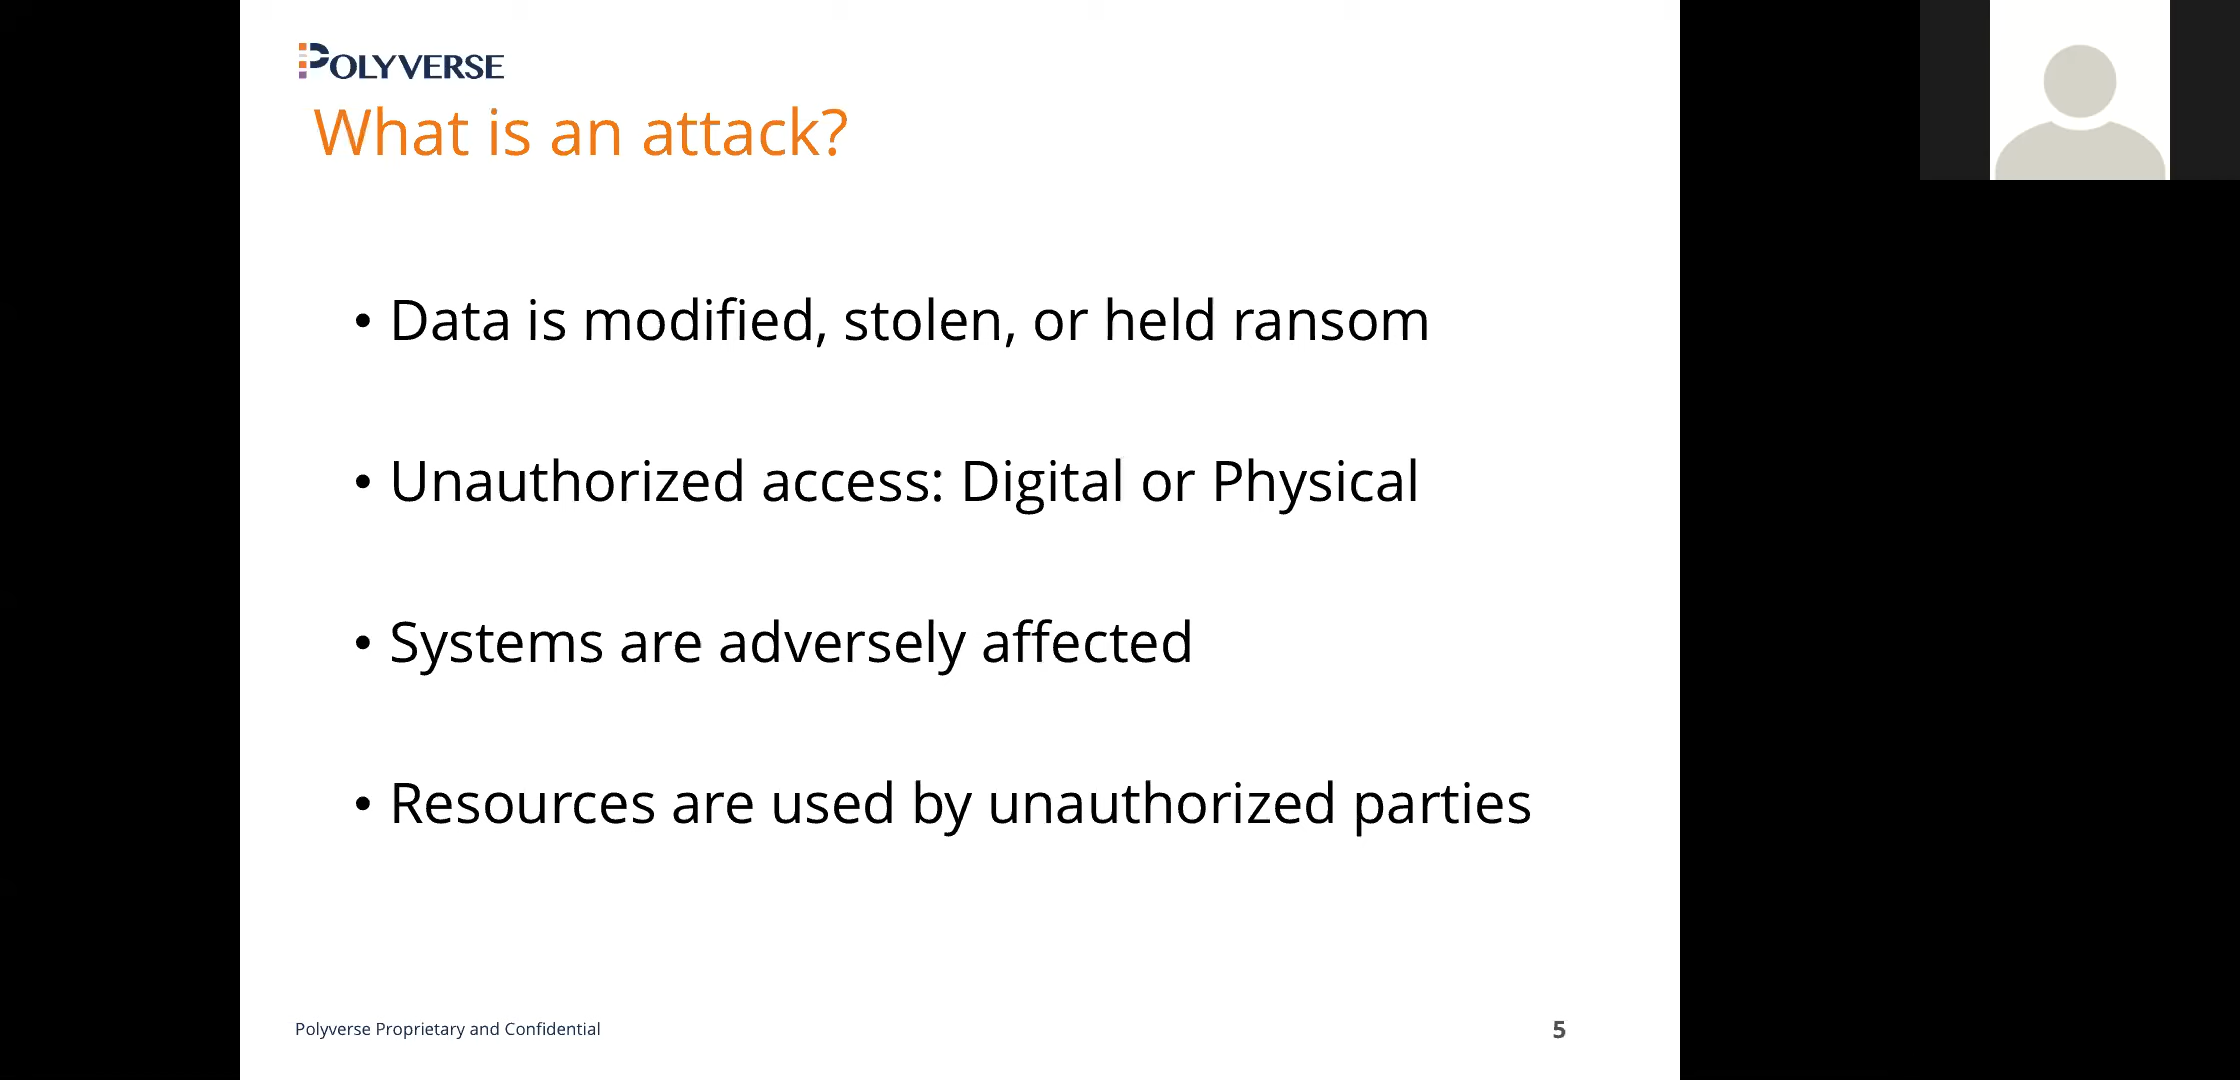 POLYVERSE
What is an attack?
• Data is modified, stolen, or held ransom
• Unauthorized access: Digital or Physical
• Systems are adversely affected
• Resources are used by unauthorized parties
Polyverse Proprietary and Confidential
5